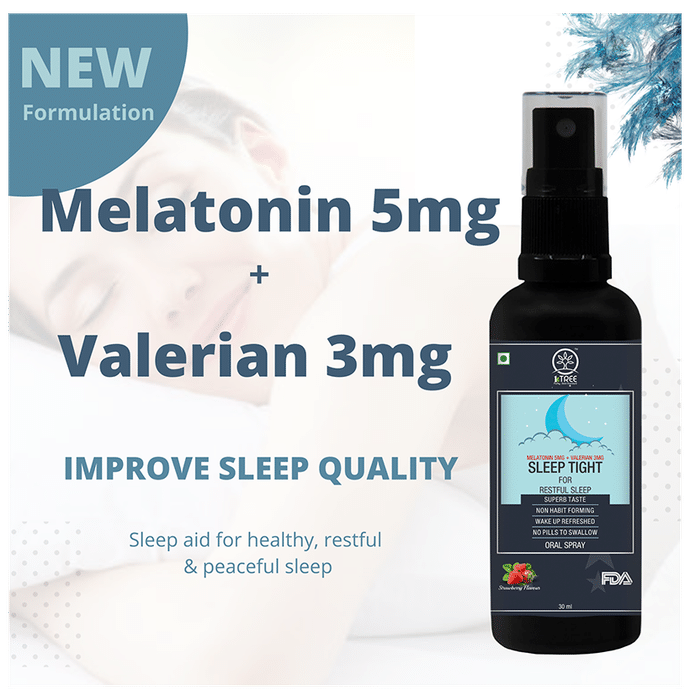 NEW
Formulation
Melatonin 5mg
+
Valerian 3mg
IMPROVE SLEEP QUALITY
Sleep aid for healthy, restful
& peaceful sleep
TREE
MELATONIN 5MG + VALERIAN 3MG
SLEEP TIGHT
FOR
RESTFUL SLEEP
SUPERB TASTE
NON HABIT FORMING
WAKE UP REFRESHED
NO PILLS TO SWALLOW
ORAL SPRAY
Strawberry Flavour
FDA
30 ml